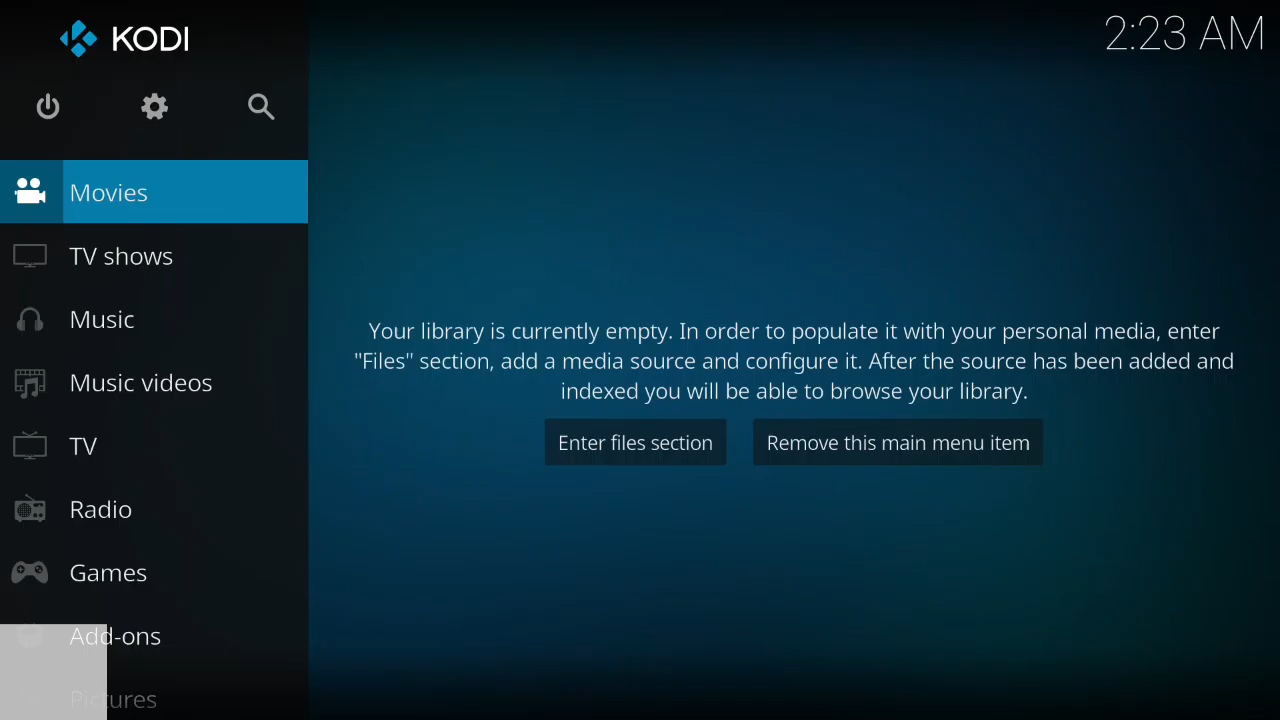 KODI
2:23 AM
Movies
TV shows
Music
Music videos
TV
Radio
Games
Add-ons
Pictures
Your library is currently empty. In order to populate it with your personal media, enter
"Files" section, add a media source and configure it. After the source has been added and
indexed you will be able to browse your library.
Enter files section
Remove this main menu item